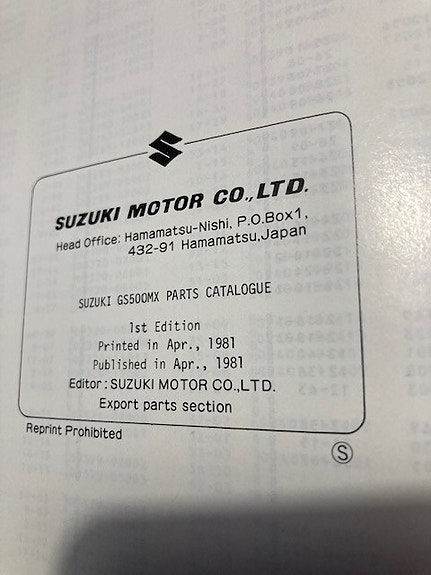 SUZUKI MOTOR CO.,LTD.
Head Office: Hamamatsu-Nishi, P.O.Box1,
432-91 Hamamatsu,Japan
SUZUKI GS500MX PARTS CATALOGUE
1st Edition
Printed in Apr., 1981
Published in Apr., 1981
Editor : SUZUKI MOTOR CO.,LTD.
Export parts section
Reprint Prohibited
S